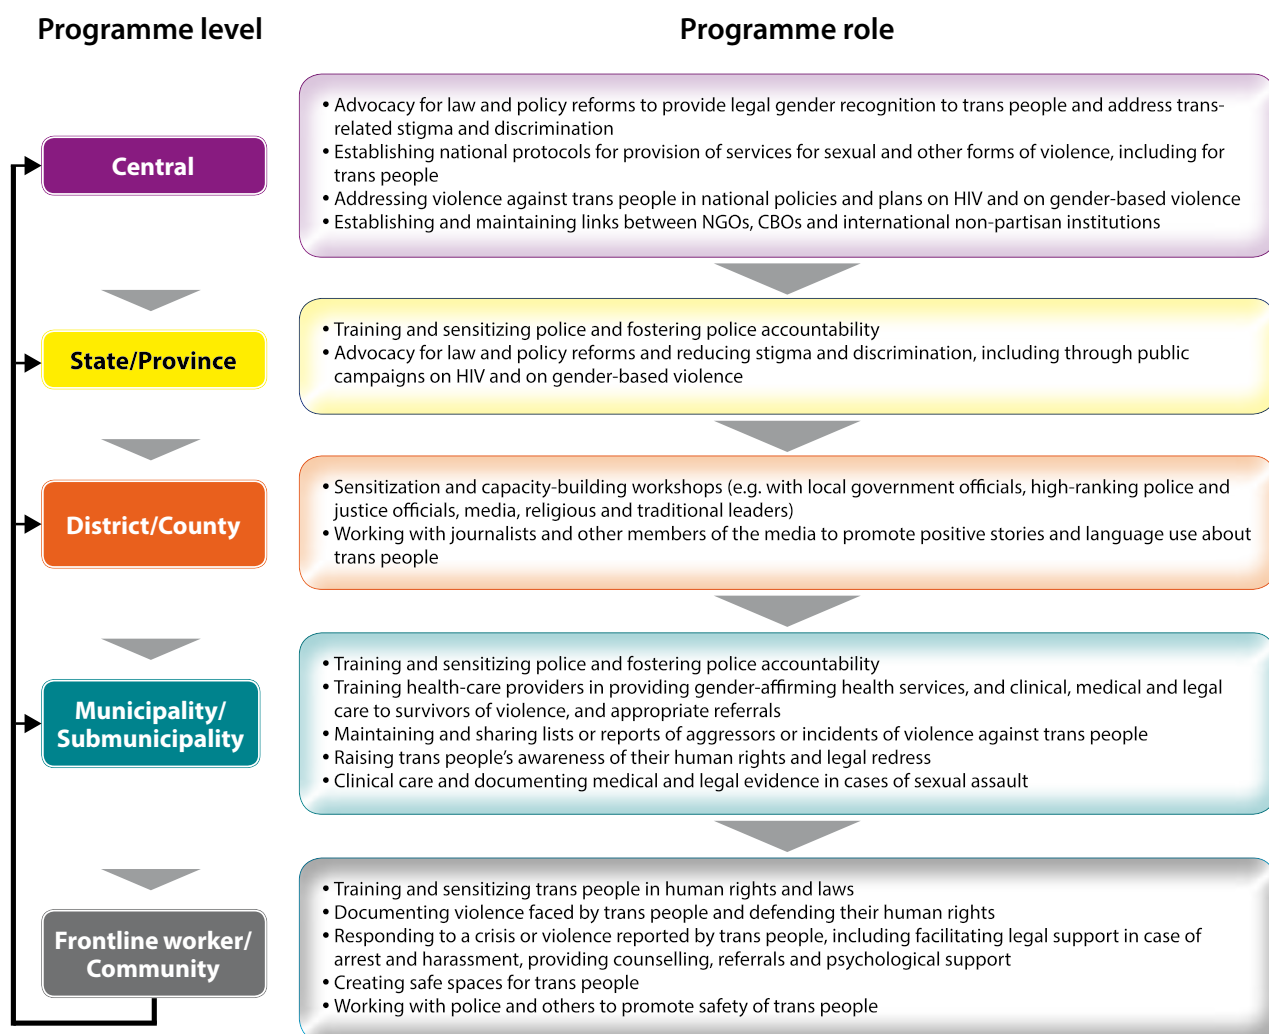 Programme level
Programme role
Central
• Advocacy for law and policy reforms to provide legal gender recognition to trans people and address trans-
related stigma and discrimination
• Establishing national protocols for provision of services for sexual and other forms of violence, including for
trans people
• Addressing violence against trans people in national policies and plans on HIV and on gender-based violence
• Establishing and maintaining links between NGOs, CBOs and international non-partisan institutions
State/Province
• Training and sensitizing police and fostering police accountability
• Advocacy for law and policy reforms and reducing stigma and discrimination, including through public
campaigns on HIV and on gender-based violence
District/County
• Sensitization and capacity-building workshops (e.g. with local government officials, high-ranking police and
justice officials, media, religious and traditional leaders)
• Working with journalists and other members of the media to promote positive stories and language use about
trans people
Municipality/
Submunicipality
• Training and sensitizing police and fostering police accountability
• Training health-care providers in providing gender-affirming health services, and clinical, medical and legal
care to survivors of violence, and appropriate referrals
• Maintaining and sharing lists or reports of aggressors or incidents of violence against trans people
• Raising trans people’s awareness of their human rights and legal redress
• Clinical care and documenting medical and legal evidence in cases of sexual assault
Frontline worker/
Community
• Training and sensitizing trans people in human rights and laws
• Documenting violence faced by trans people and defending their human rights
• Responding to a crisis or violence reported by trans people, including facilitating legal support in case of
arrest and harassment, providing counselling, referrals and psychological support
• Creating safe spaces for trans people
• Working with police and others to promote safety of trans people